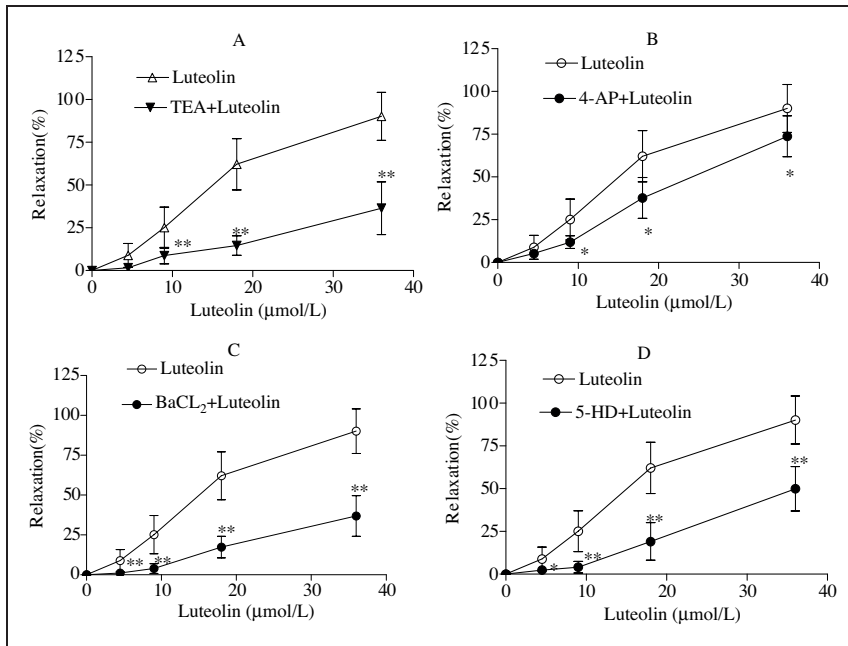 A
Luteolin
TEA+Luteolin
125
100
75
50
25
0
Relaxation(%)
**
**
**
0 10 20 30 40
Luteolin (µmol/L)
B
Luteolin
4-AP+Luteolin
125
100
75
50
25
0
Relaxation(%)
*
*
*
0 10 20 30 40
Luteolin (µmol/L)
C
Luteolin
BaCL₂+Luteolin
125
100
75
50
25
0
Relaxation(%)
**
**
**
**
0 10 20 30 40
Luteolin (µmol/L)
D
Luteolin
5-HD+Luteolin
125
100
75
50
25
0
Relaxation(%)
*
**
**
**
0 10 20 30 40
Luteolin (µmol/L)